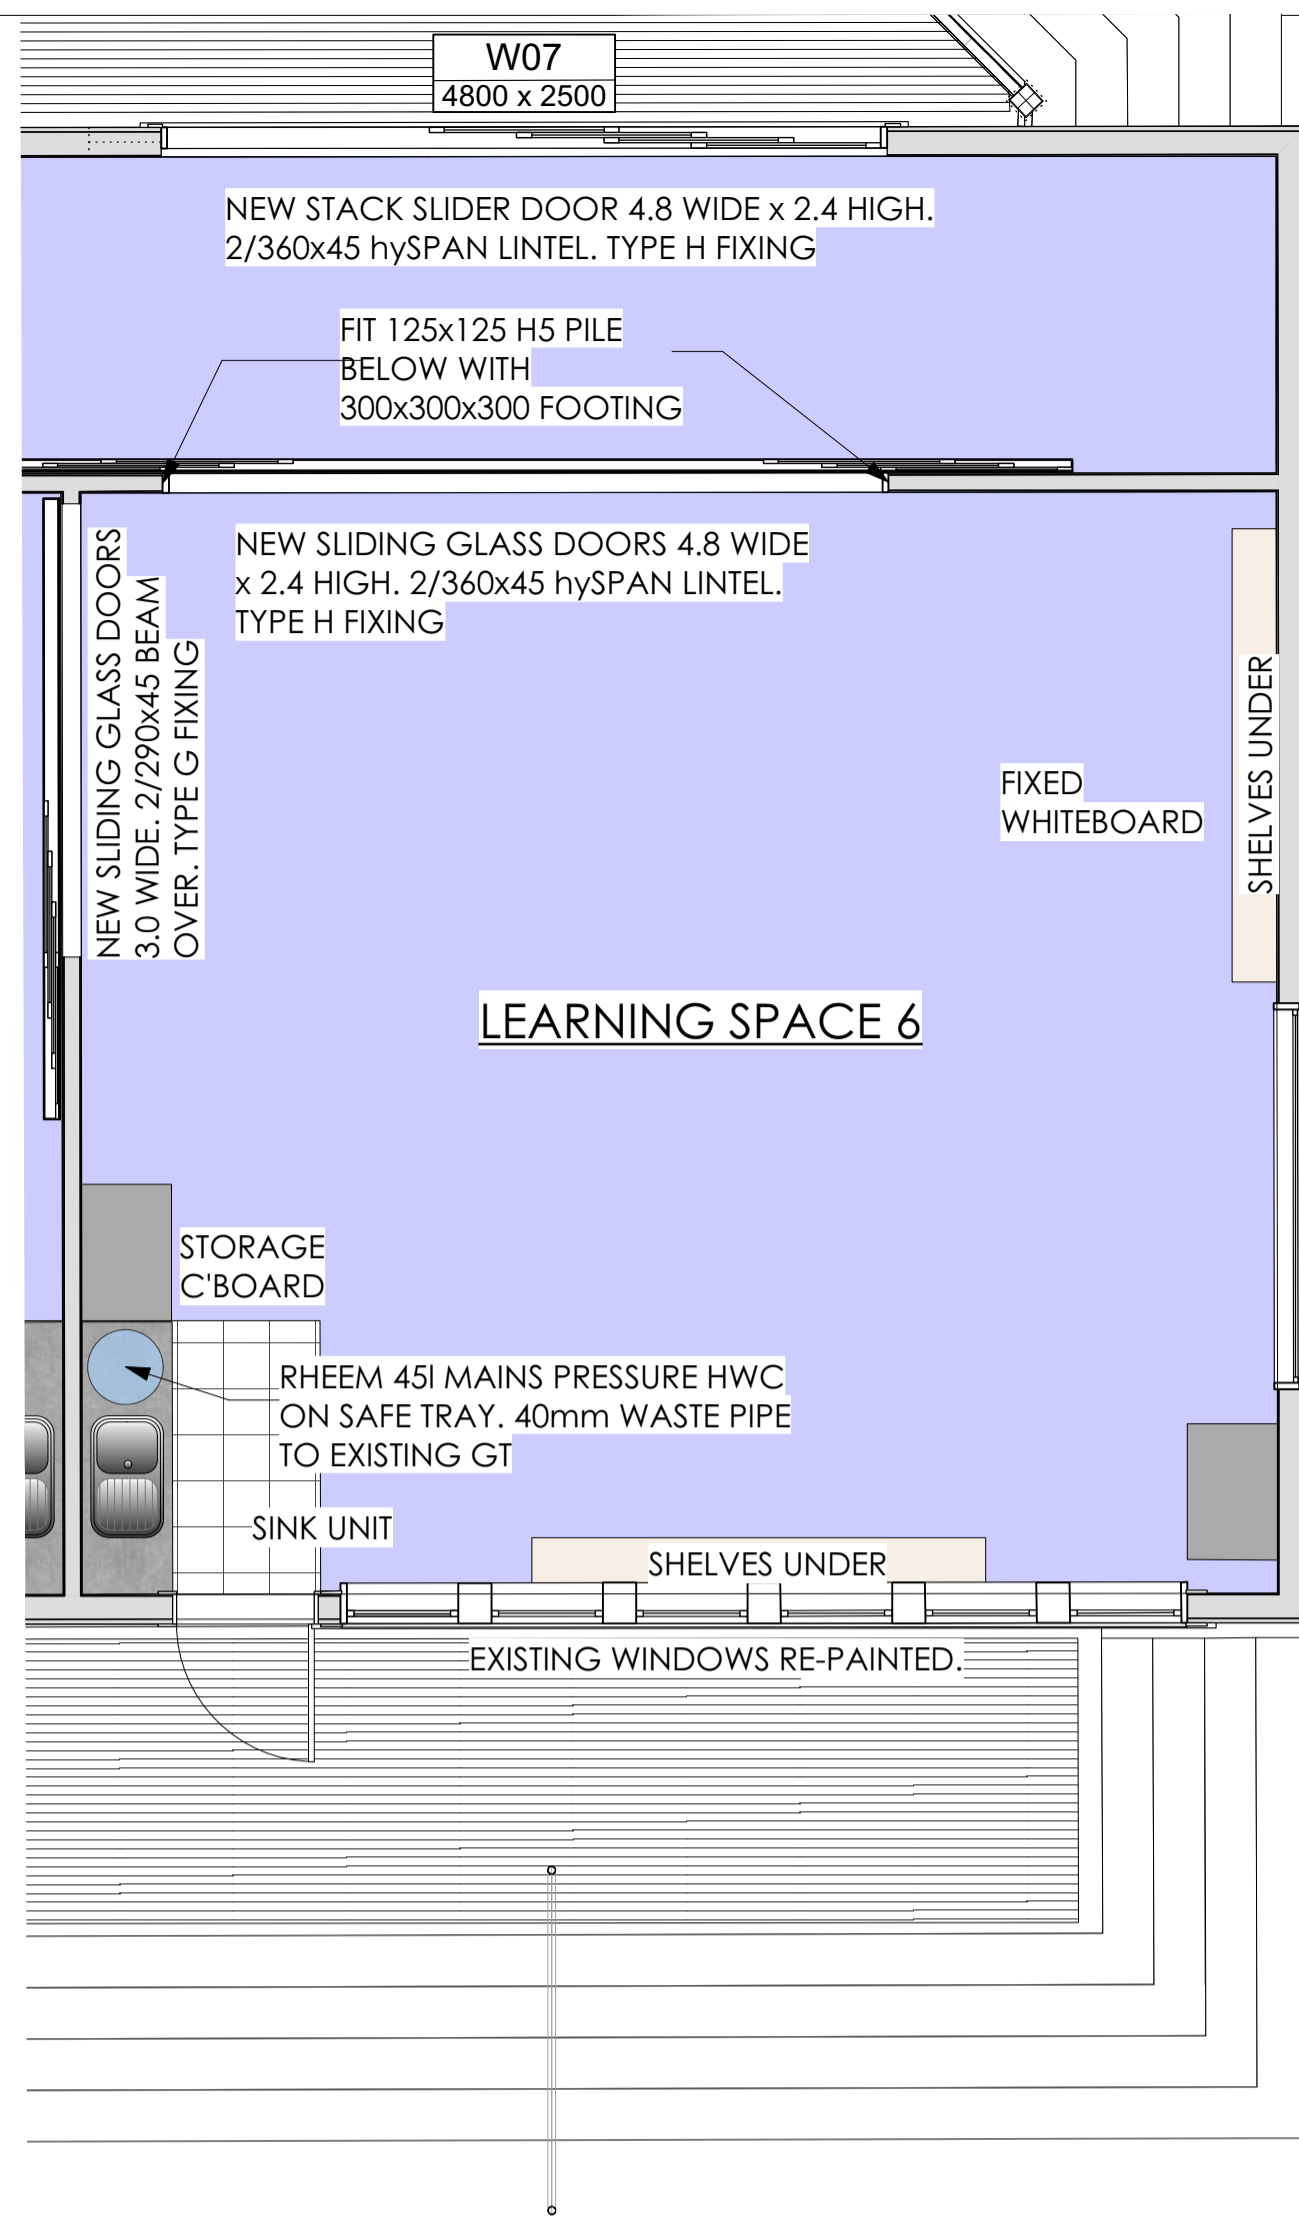 W07
4800 x 2500
NEW STACK SLIDER DOOR 4.8 WIDE x 2.4 HIGH.
2/360x45 hySPAN LINTEL. TYPE H FIXING
FIT 125x125 H5 PILE
BELOW WITH
300x300x300 FOOTING
NEW SLIDING GLASS DOORS 4.8 WIDE
x 2.4 HIGH. 2/360x45 hySPAN LINTEL.
TYPE H FIXING
NEW SLIDING GLASS DOORS
3.0 WIDE. 2/290x45 BEAM
OVER. TYPE G FIXING
SHELVES UNDER
FIXED
WHITEBOARD
LEARNING SPACE 6
STORAGE
C'BOARD
RHEEM 45l MAINS PRESSURE HWC
ON SAFE TRAY. 40mm WASTE PIPE
TO EXISTING GT
SINK UNIT
SHELVES UNDER
EXISTING WINDOWS RE-PAINTED.